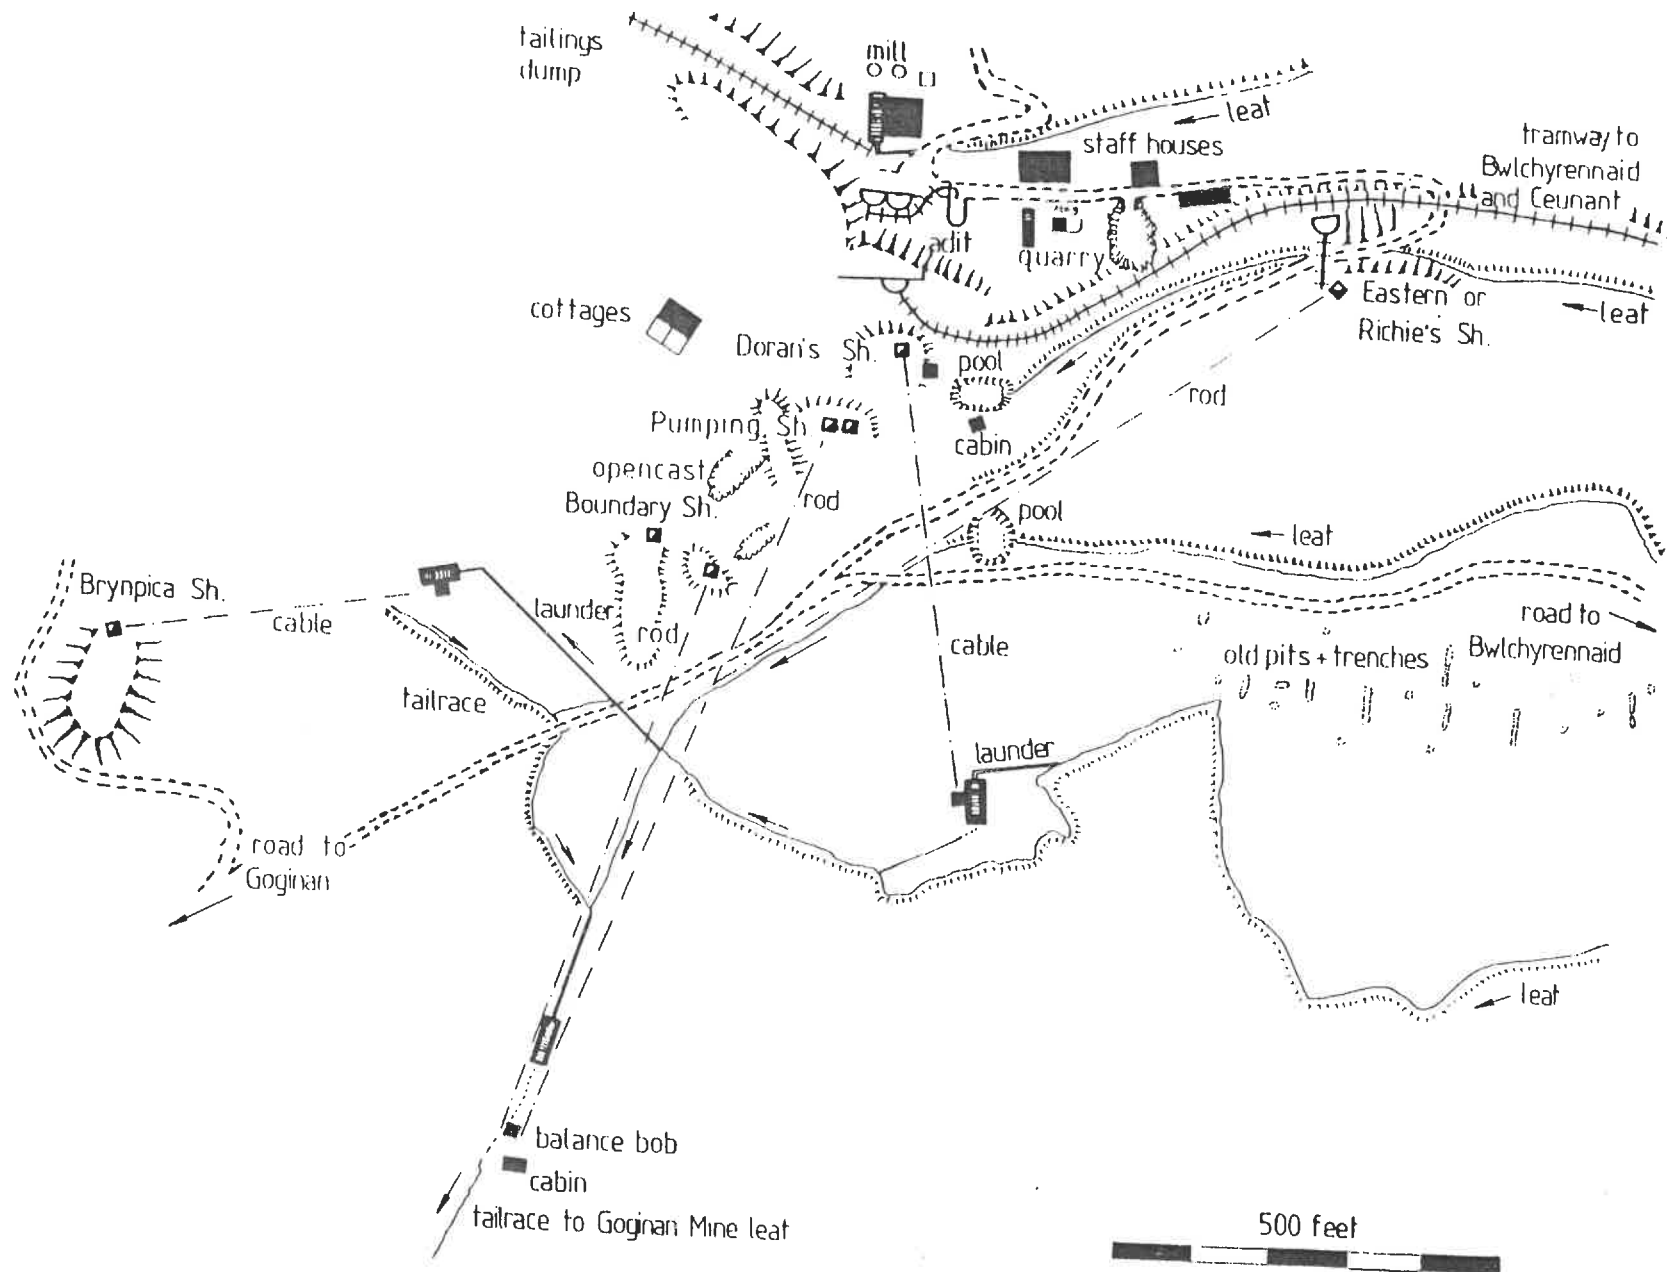 tailings
dump
mill
leat
staff houses
tramway to
Bwlchyrennaid
and Ceunant
adit
quarry
cottages
Eastern or
Richie's Sh.
leat
Doran's Sh.
pool
rod
Pumping Sh
cabin
opencast
rod
Boundary Sh.
pool
leat
Brynpica Sh.
cable
launder
rod
cable
road to
Bwlchyrennaid
old pits + trenches
tailrace
launder
road to
Goginan
leat
balance bob
cabin
tailrace to Goginan Mine leat
500 feet